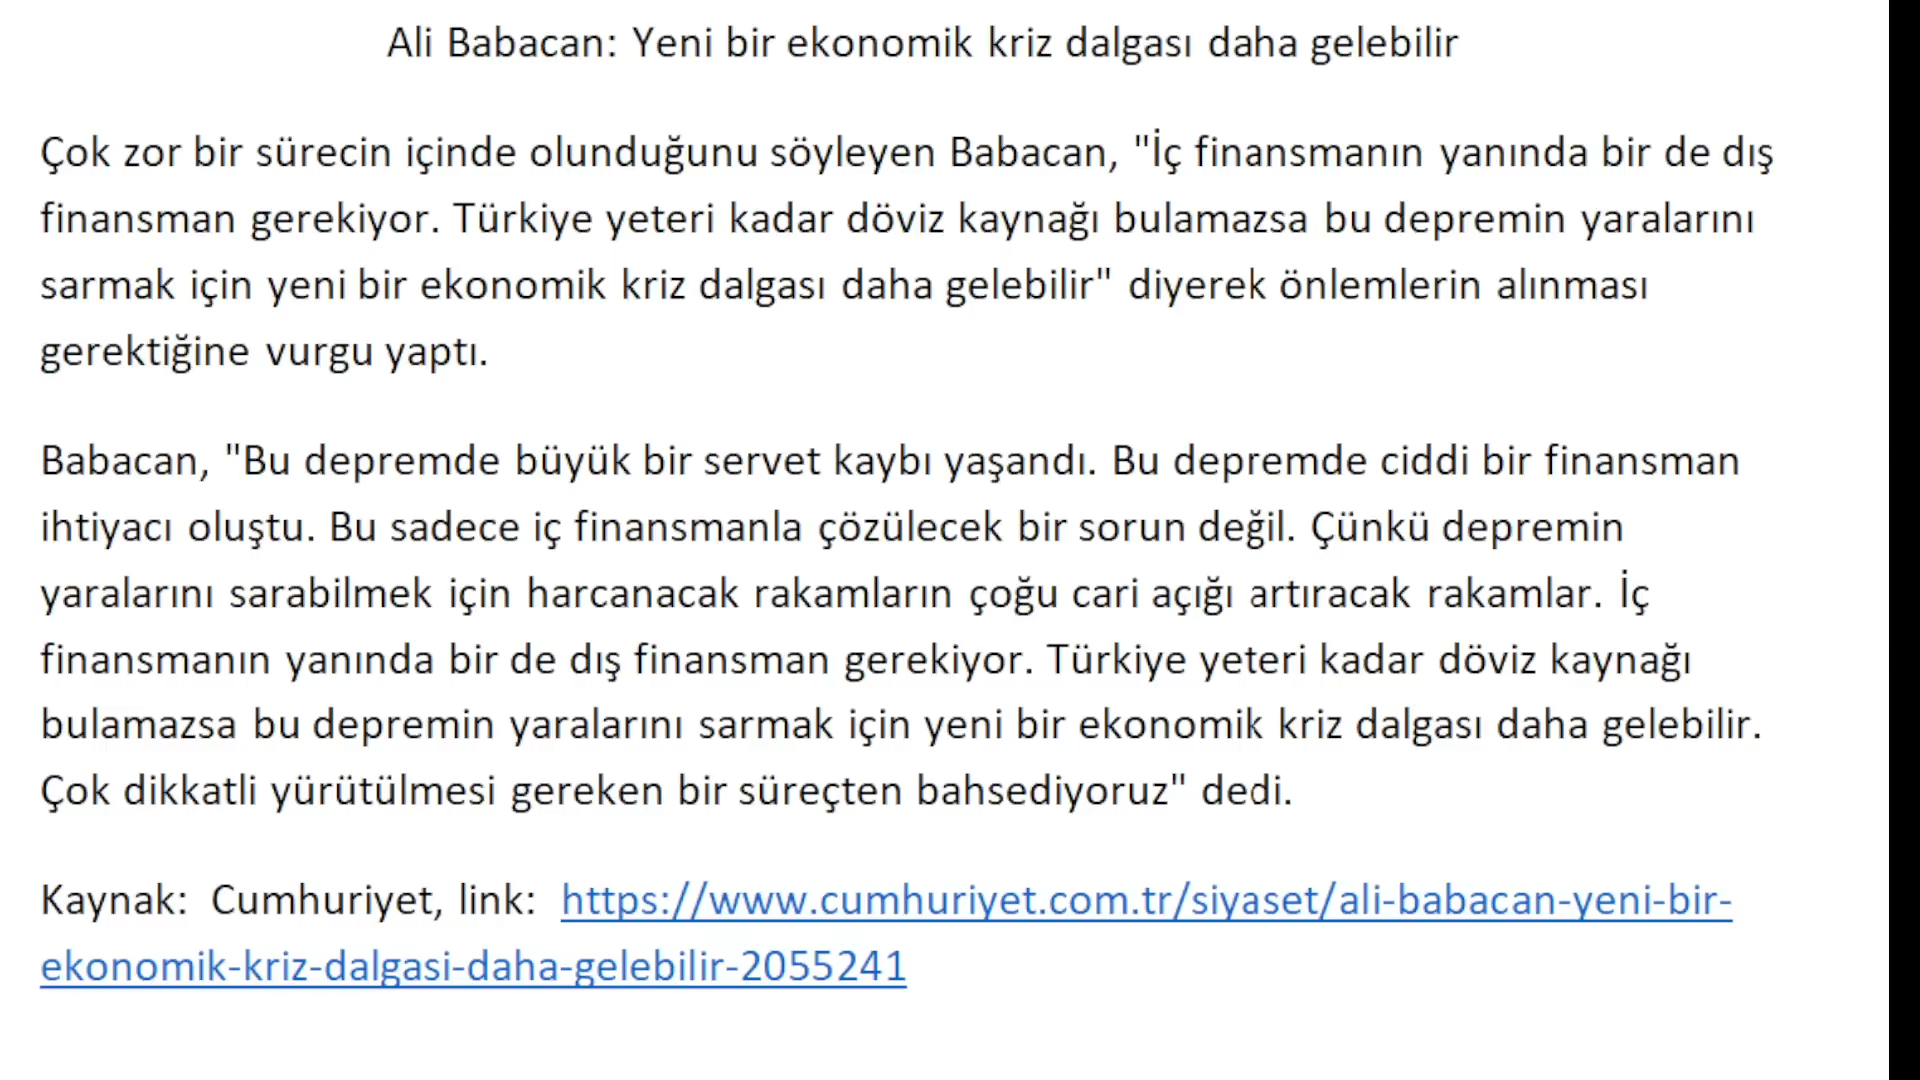 Ali Babacan: Yeni bir ekonomik kriz dalgası daha gelebilir
Çok zor bir sürecin içinde olunduğunu söyleyen Babacan, "İç finansmanın yanında bir de dış
finansman gerekiyor. Türkiye yeteri kadar döviz kaynağı bulamazsa bu depremin yaralarını
sarmak için yeni bir ekonomik kriz dalgası daha gelebilir" diyerek önlemlerin alınması
gerektiğine vurgu yaptı.
Babacan, "Bu depremde büyük bir servet kaybı yaşandı. Bu depremde ciddi bir finansman
ihtiyacı oluştu. Bu sadece iç finansmanla çözülecek bir sorun değil. Çünkü depremin
yaralarını sarabilmek için harcanacak rakamların çoğu cari açığı artıracak rakamlar. İç
finansmanın yanında bir de dış finansman gerekiyor. Türkiye yeteri kadar döviz kaynağı
bulamazsa bu depremin yaralarını sarmak için yeni bir ekonomik kriz dalgası daha gelebilir.
Çok dikkatli yürütülmesi gereken bir süreçten bahsediyoruz" dedi.
Kaynak: Cumhuriyet, link: https://www.cumhuriyet.com.tr/siyaset/ali-babacan-yeni-bir-
ekonomik-kriz-dalgasi-daha-gelebilir-2055241